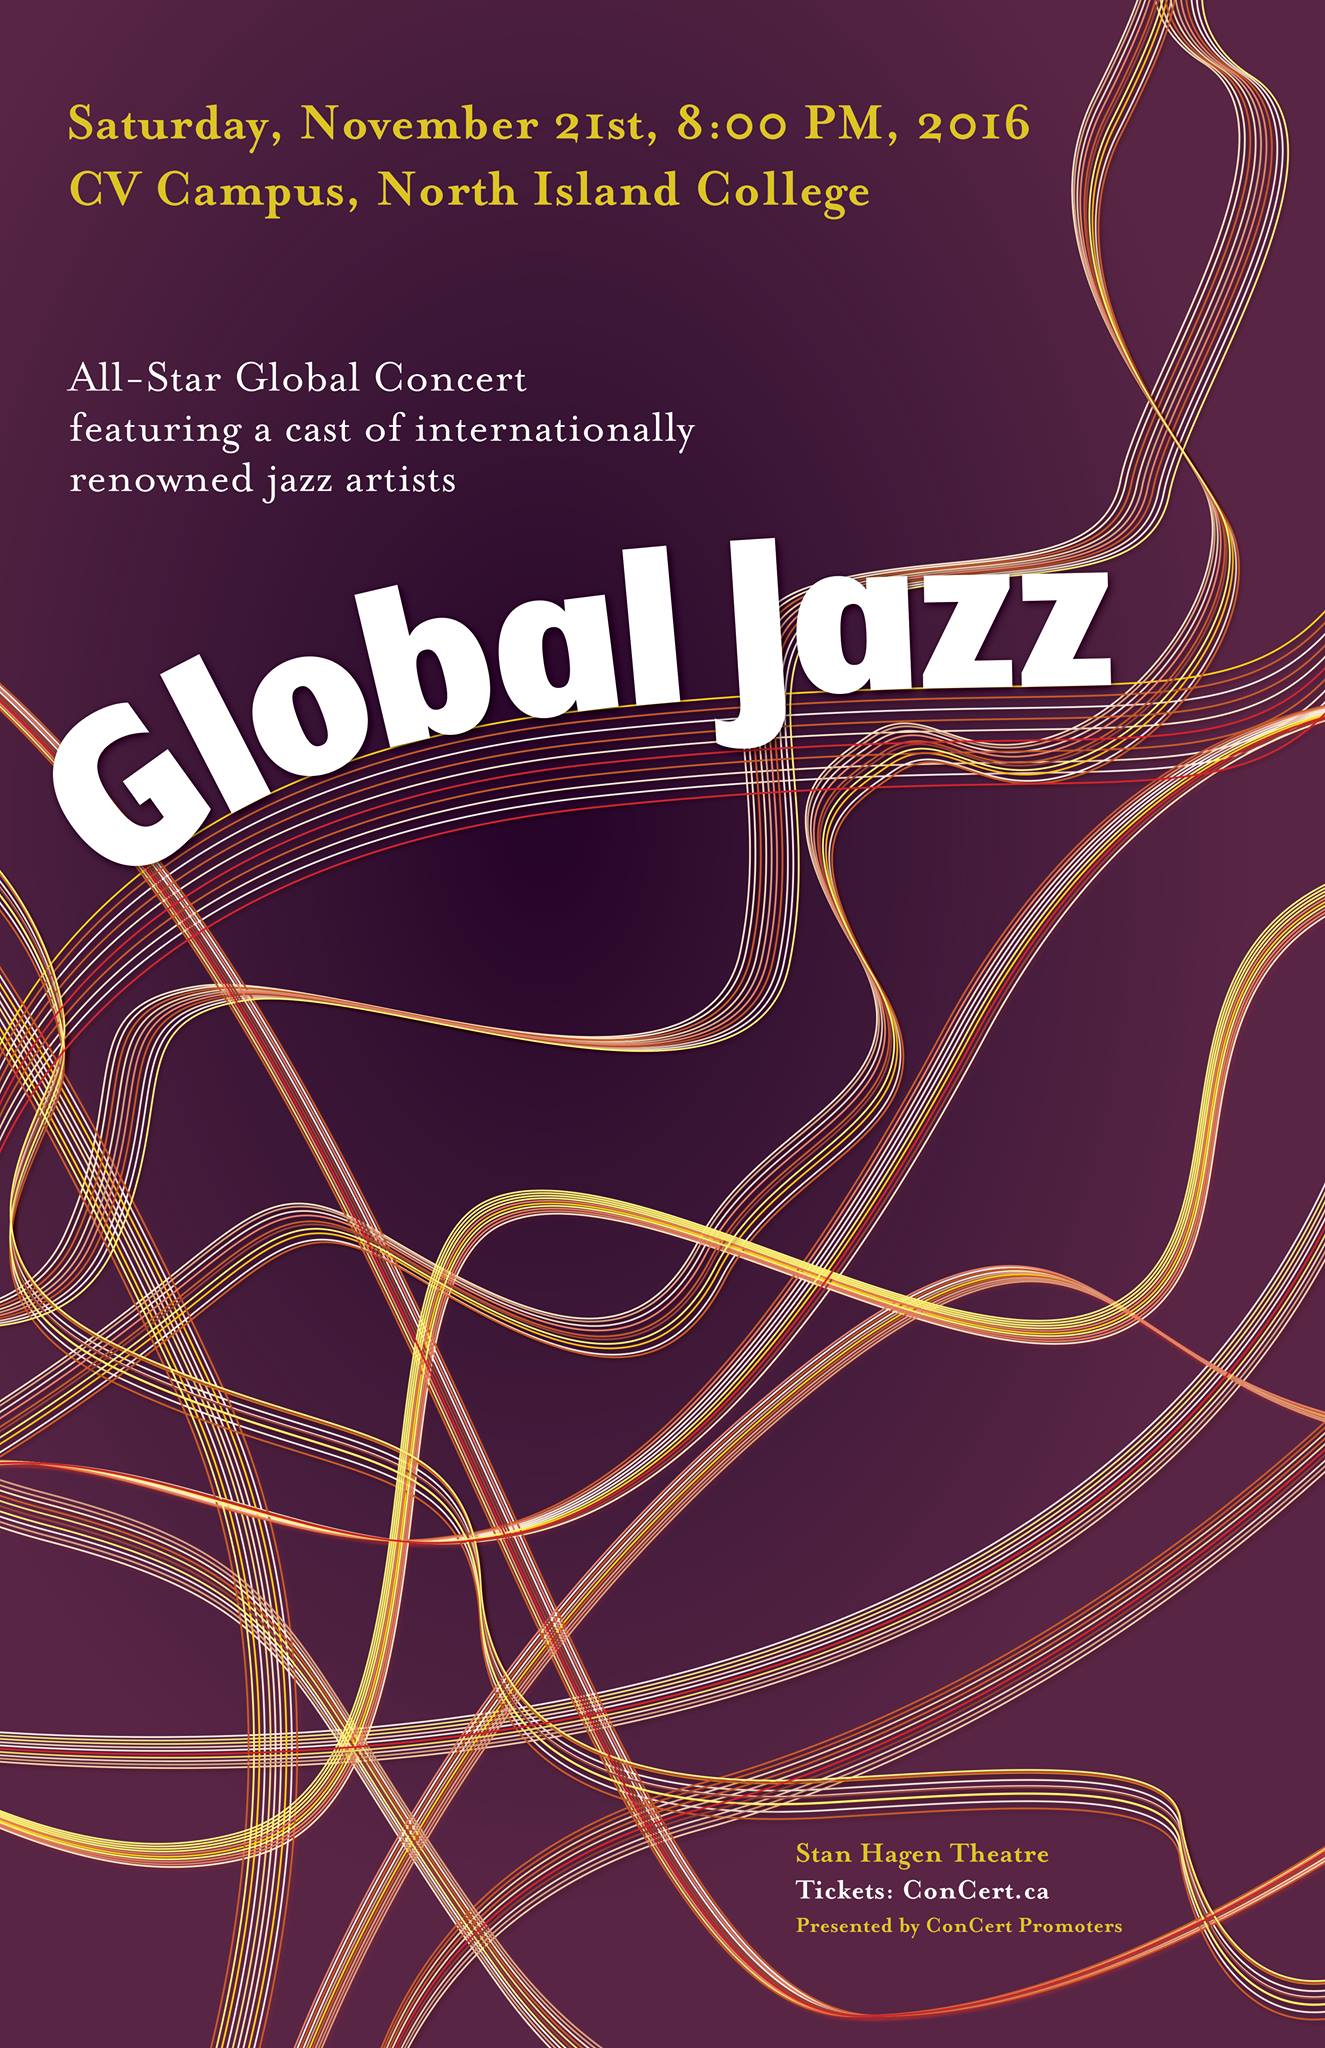 Saturday, November 21st, 8:00 PM, 2016
CV Campus, North Island College
All-Star Global Concert
featuring a cast of internationally
renowned jazz artists
Global Jazz
Stan Hagen Theatre
Tickets: ConCert.ca
Presented by ConCert Promoters